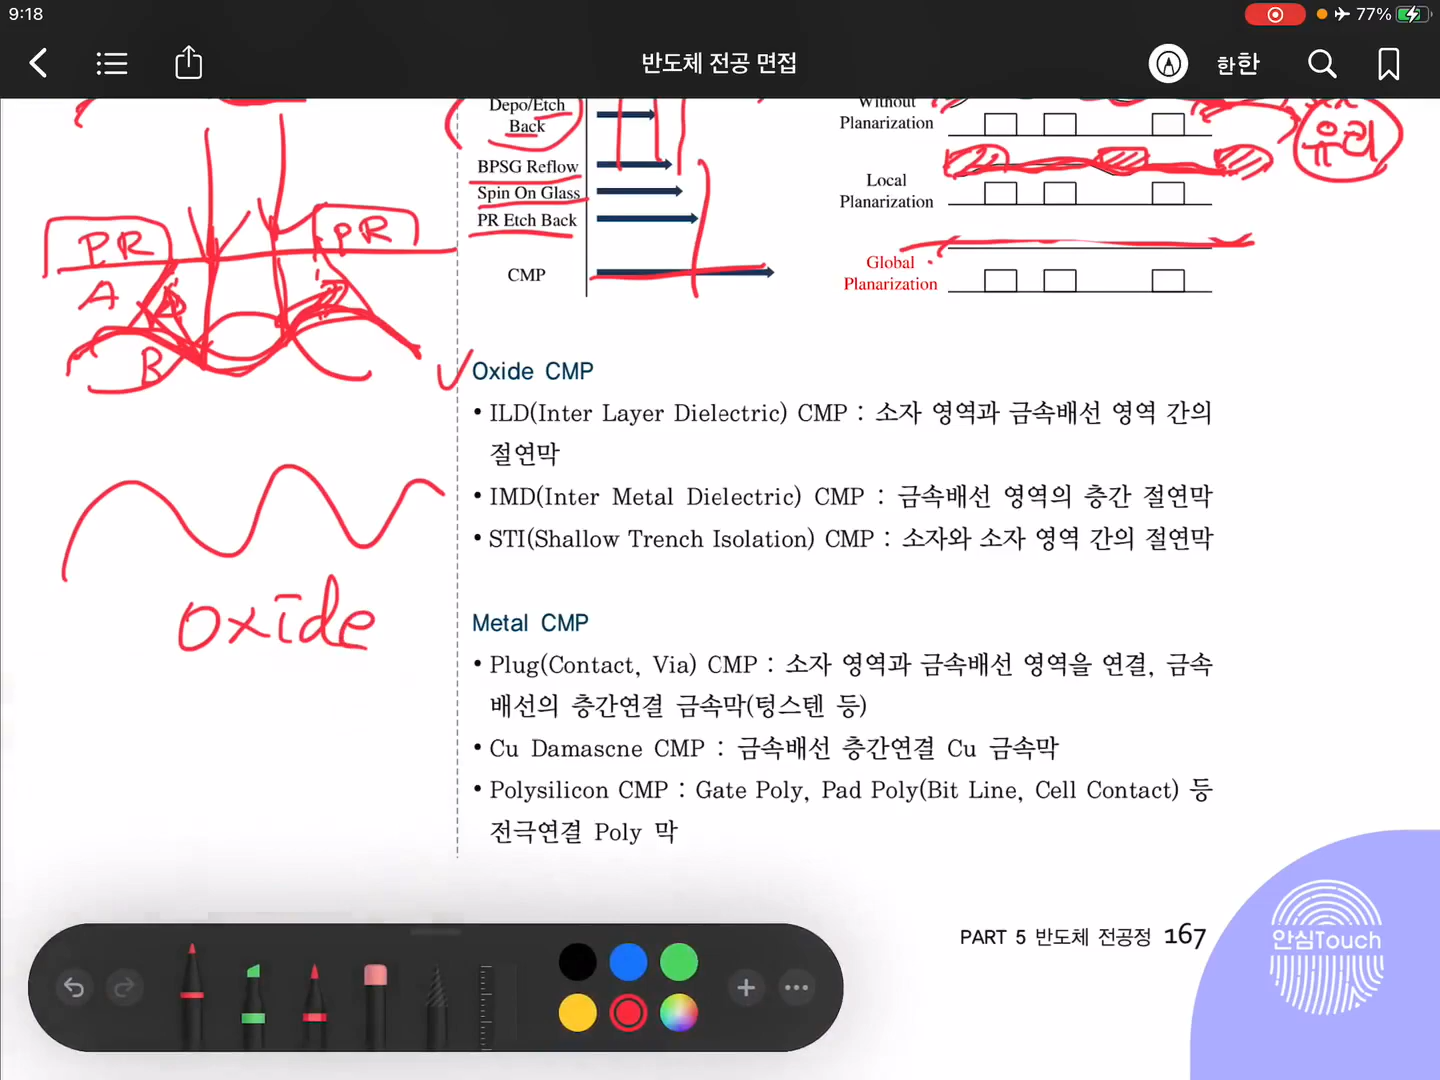 9:18
77%
반도체 전공 면접
한한
Depo/Etch
Back
BPSG Reflow
Spin On Glass
PR Etch Back
CMP
Without
Planarization
Local
Planarization
Global
Planarization
유리
PR
PR
A
B
oxide
Oxide CMP
• ILD(Inter Layer Dielectric) CMP : 소자 영역과 금속배선 영역 간의
절연막
• IMD(Inter Metal Dielectric) CMP : 금속배선 영역의 층간 절연막
• STI(Shallow Trench Isolation) CMP : 소자와 소자 영역 간의 절연막
Metal CMP
• Plug(Contact, Via) CMP : 소자 영역과 금속배선 영역을 연결, 금속
배선의 층간연결 금속막(텅스텐 등)
• Cu Damascne CMP : 금속배선 층간연결 Cu 금속막
• Polysilicon CMP : Gate Poly, Pad Poly(Bit Line, Cell Contact) 등
전극연결 Poly 막
PART 5 반도체 전공정 167
안심Touch